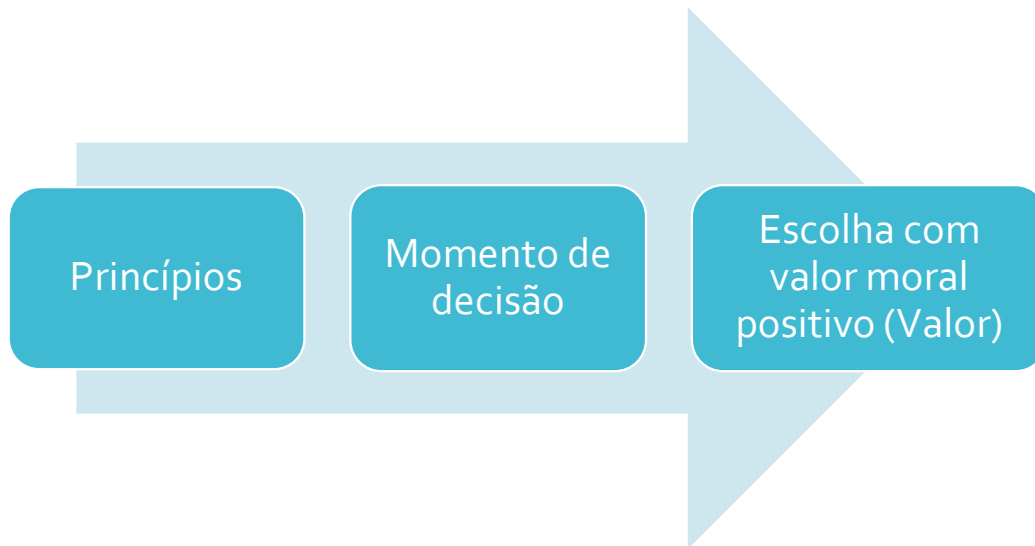 Princípios
Momento de
decisão
Escolha com
valor moral
positivo (Valor)